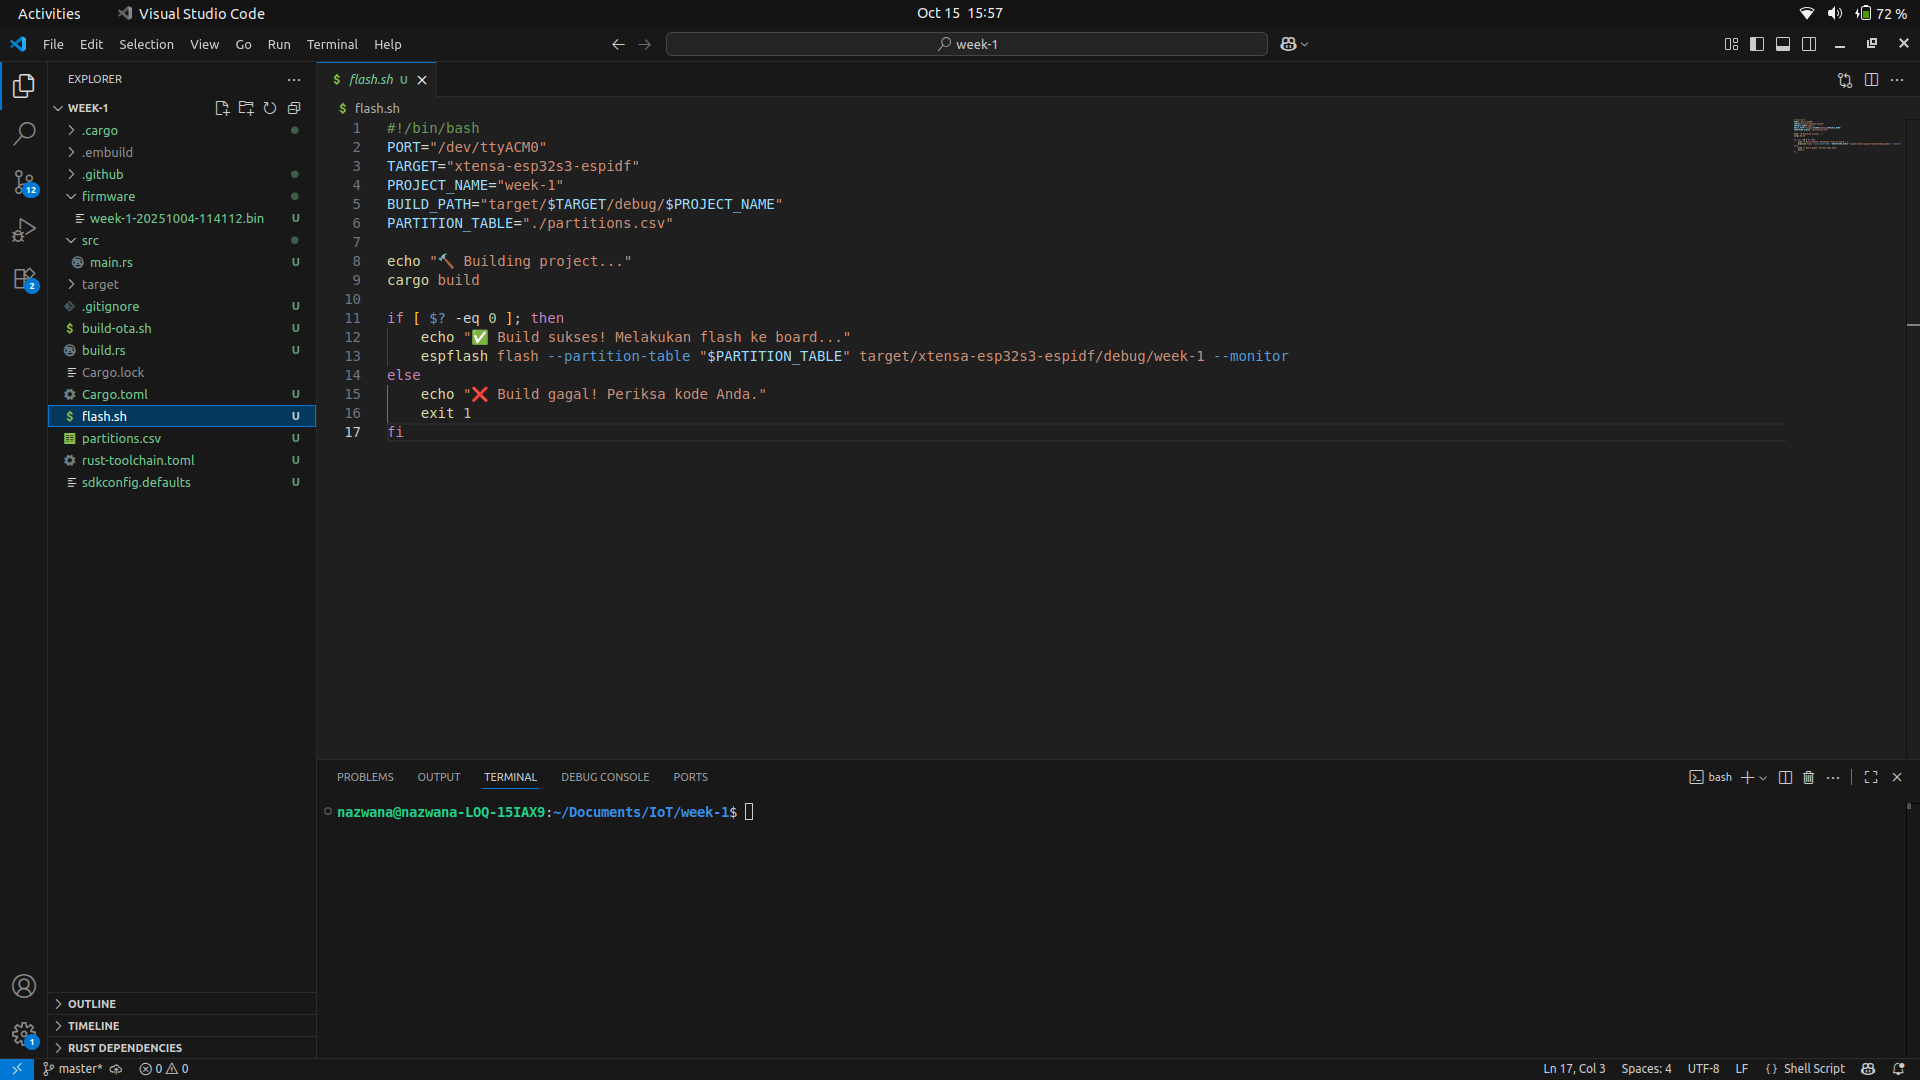 Activities
Visual Studio Code
Oct 15 15:57
72 %
File Edit Selection View Go Run Terminal Help
week-1
EXPLORER
WEEK-1
.cargo
.embuild
.github
firmware
week-1-20251004-114112.bin U
src
main.rs U
target
.gitignore U
build-ota.sh U
build.rs U
Cargo.lock
Cargo.toml U
flash.sh U
partitions.csv U
rust-toolchain.toml U
sdkconfig.defaults U
OUTLINE
TIMELINE
RUST DEPENDENCIES
12
2
1
$ flash.sh U
$ flash.sh
1 #!/bin/bash
2 PORT="/dev/ttyACM0"
3 TARGET="xtensa-esp32s3-espidf"
4 PROJECT_NAME="week-1"
5 BUILD_PATH="target/$TARGET/debug/$PROJECT_NAME"
6 PARTITION_TABLE="./partitions.csv"
7
8 echo "🔨 Building project..."
9 cargo build
10
11 if [ $? -eq 0 ]; then
12 echo "✅ Build sukses! Melakukan flash ke board..."
13 espflash flash --partition-table "$PARTITION_TABLE" target/xtensa-esp32s3-espidf/debug/week-1 --monitor
14 else
15 echo "❌ Build gagal! Periksa kode Anda."
16 exit 1
17 fi
PROBLEMS OUTPUT TERMINAL DEBUG CONSOLE PORTS
bash
nazwana@nazwana-LOQ-15IAX9:~/Documents/IoT/week-1$
master*
0 0
Ln 17, Col 3
Spaces: 4
UTF-8
LF
{} Shell Script